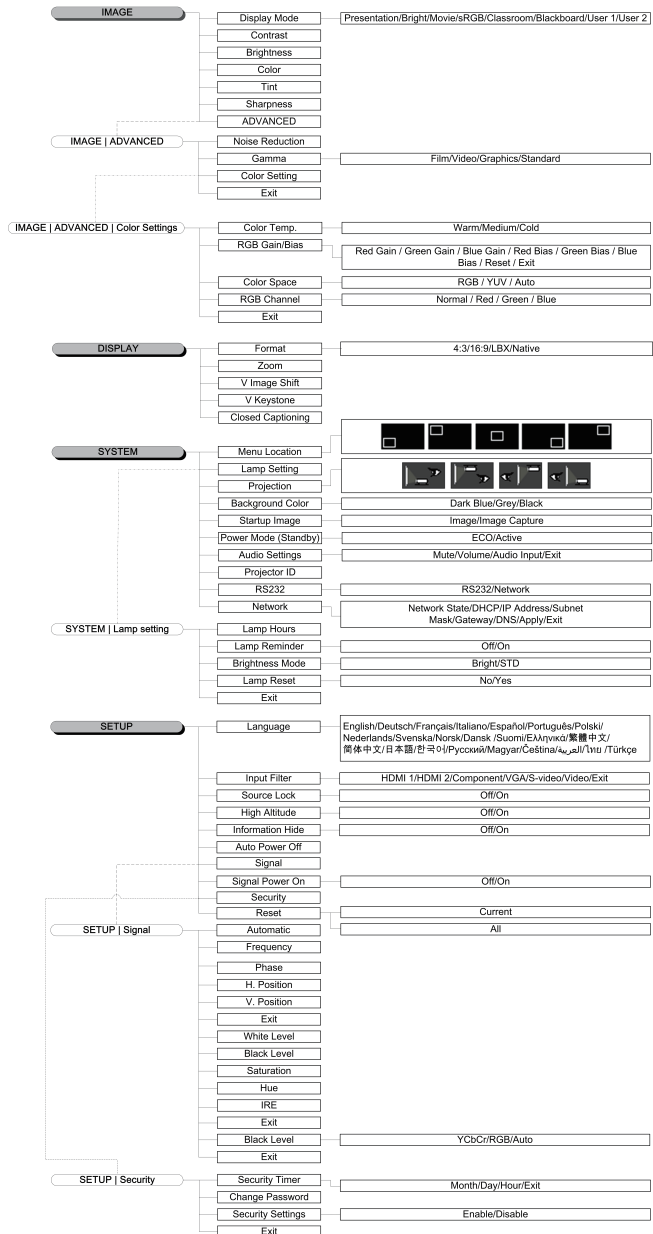 IMAGE
Display Mode
Presentation/Bright/Movie/sRGB/Classroom/Blackboard/User 1/User 2
Contrast
Brightness
Color
Tint
Sharpness
ADVANCED
IMAGE | ADVANCED
Noise Reduction
Gamma
Film/Video/Graphics/Standard
Color Setting
Exit
IMAGE | ADVANCED | Color Settings
Color Temp.
Warm/Medium/Cold
RGB Gain/Bias
Red Gain / Green Gain / Blue Gain / Red Bias / Green Bias / Blue
Bias / Reset / Exit
Color Space
RGB / YUV / Auto
RGB Channel
Normal / Red / Green / Blue
Exit
DISPLAY
Format
4:3/16:9/LBX/Native
Zoom
V Image Shift
V Keystone
Closed Captioning
SYSTEM
Menu Location
Lamp Setting
Projection
Background Color
Dark Blue/Grey/Black
Startup Image
Image/Image Capture
Power Mode (Standby)
ECO/Active
Audio Settings
Mute/Volume/Audio Input/Exit
Projector ID
RS232
RS232/Network
Network
Network State/DHCP/IP Address/Subnet
Mask/Gateway/DNS/Apply/Exit
SYSTEM | Lamp setting
Lamp Hours
Lamp Reminder
Off/On
Brightness Mode
Bright/STD
Lamp Reset
No/Yes
Exit
SETUP
Language
English/Deutsch/Français/Italiano/Español/Português/Polski/
Nederlands/Svenska/Norsk/Dansk /Suomi/Ελληνικά/繁體中文/
简体中文/日本語/한국어/Русский/Magyar/Čeština/العربية/ไทย /Türkçe
Input Filter
HDMI 1/HDMI 2/Component/VGA/S-video/Video/Exit
Source Lock
Off/On
High Altitude
Off/On
Information Hide
Off/On
Auto Power Off
Signal
Signal Power On
Off/On
Security
Reset
Current
All
SETUP | Signal
Automatic
Frequency
Phase
H. Position
V. Position
Exit
White Level
Black Level
Saturation
Hue
IRE
Exit
Black Level
YCbCr/RGB/Auto
Exit
SETUP | Security
Security Timer
Month/Day/Hour/Exit
Change Password
Security Settings
Enable/Disable
Exit